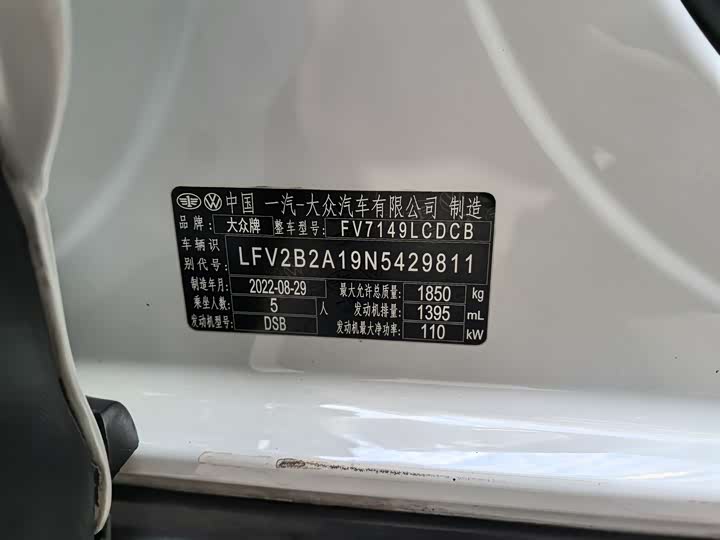 中国 一汽-大众汽车有限公司 制造
品牌: 大众牌 整车型号: FV7149LCDCB
车辆识别代号: LFV2B2A19N5429811
制造年月: 2022-08-29 最大允许总质量: 1850 kg
乘坐人数: 5 人 发动机排量: 1395 mL
发动机型号: DSB 发动机最大净功率: 110 kW